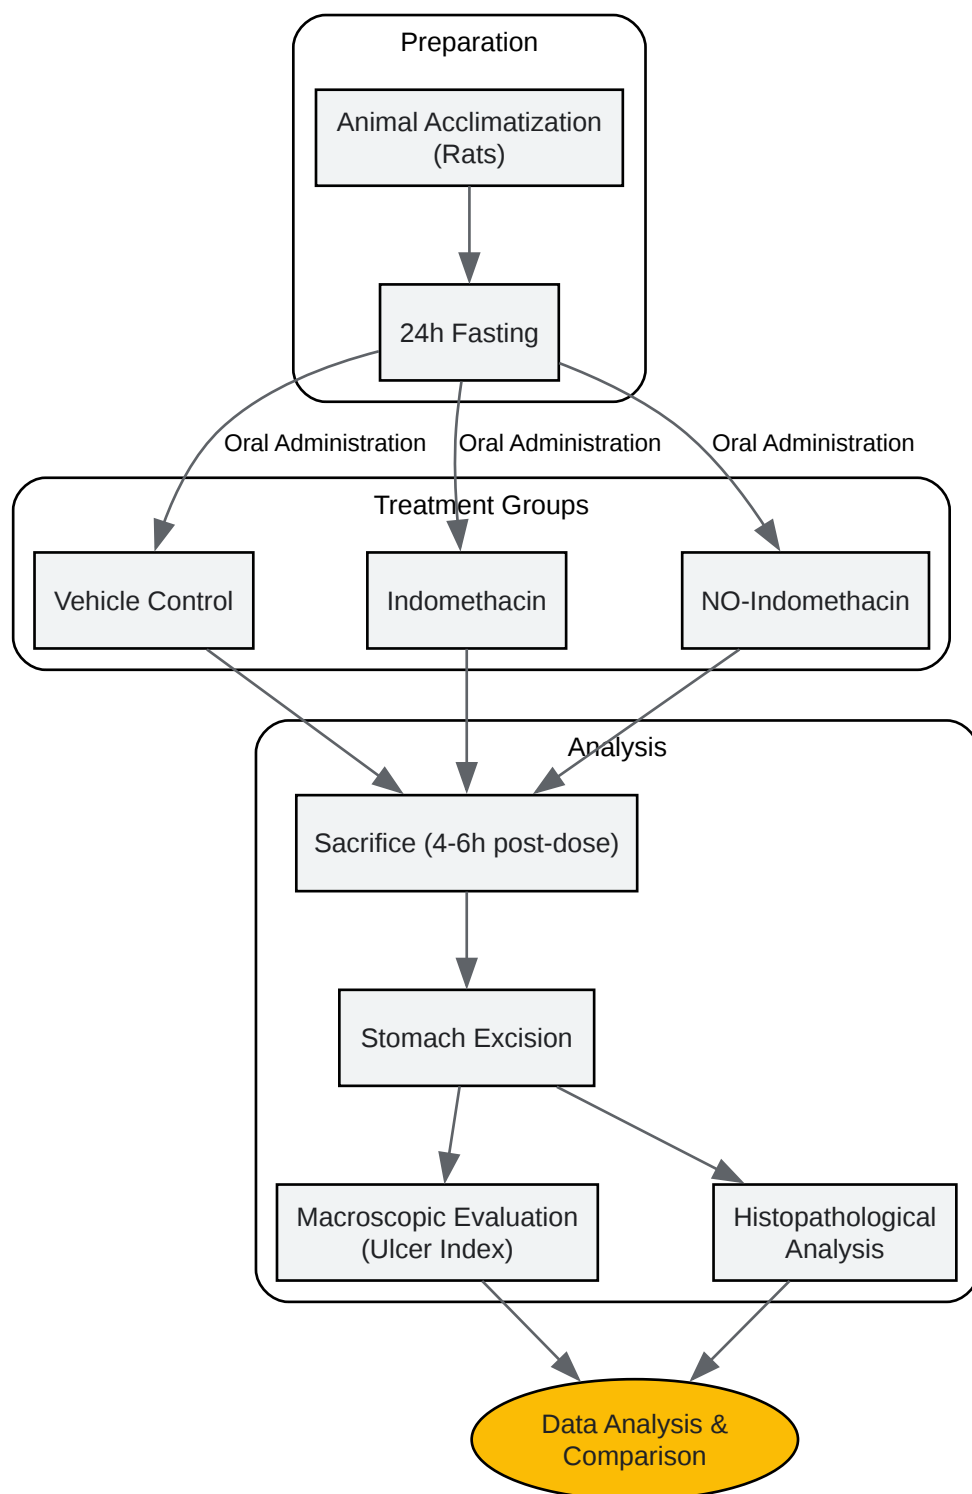 Preparation
Animal Acclimatization
(Rats)
24h Fasting
Oral Administration
Oral Administration
Oral Administration
Treatment Groups
Vehicle Control
Indomethacin
NO-Indomethacin
Analysis
Sacrifice (4-6h post-dose)
Stomach Excision
Macroscopic Evaluation
(Ulcer Index)
Histopathological
Analysis
Data Analysis &
Comparison